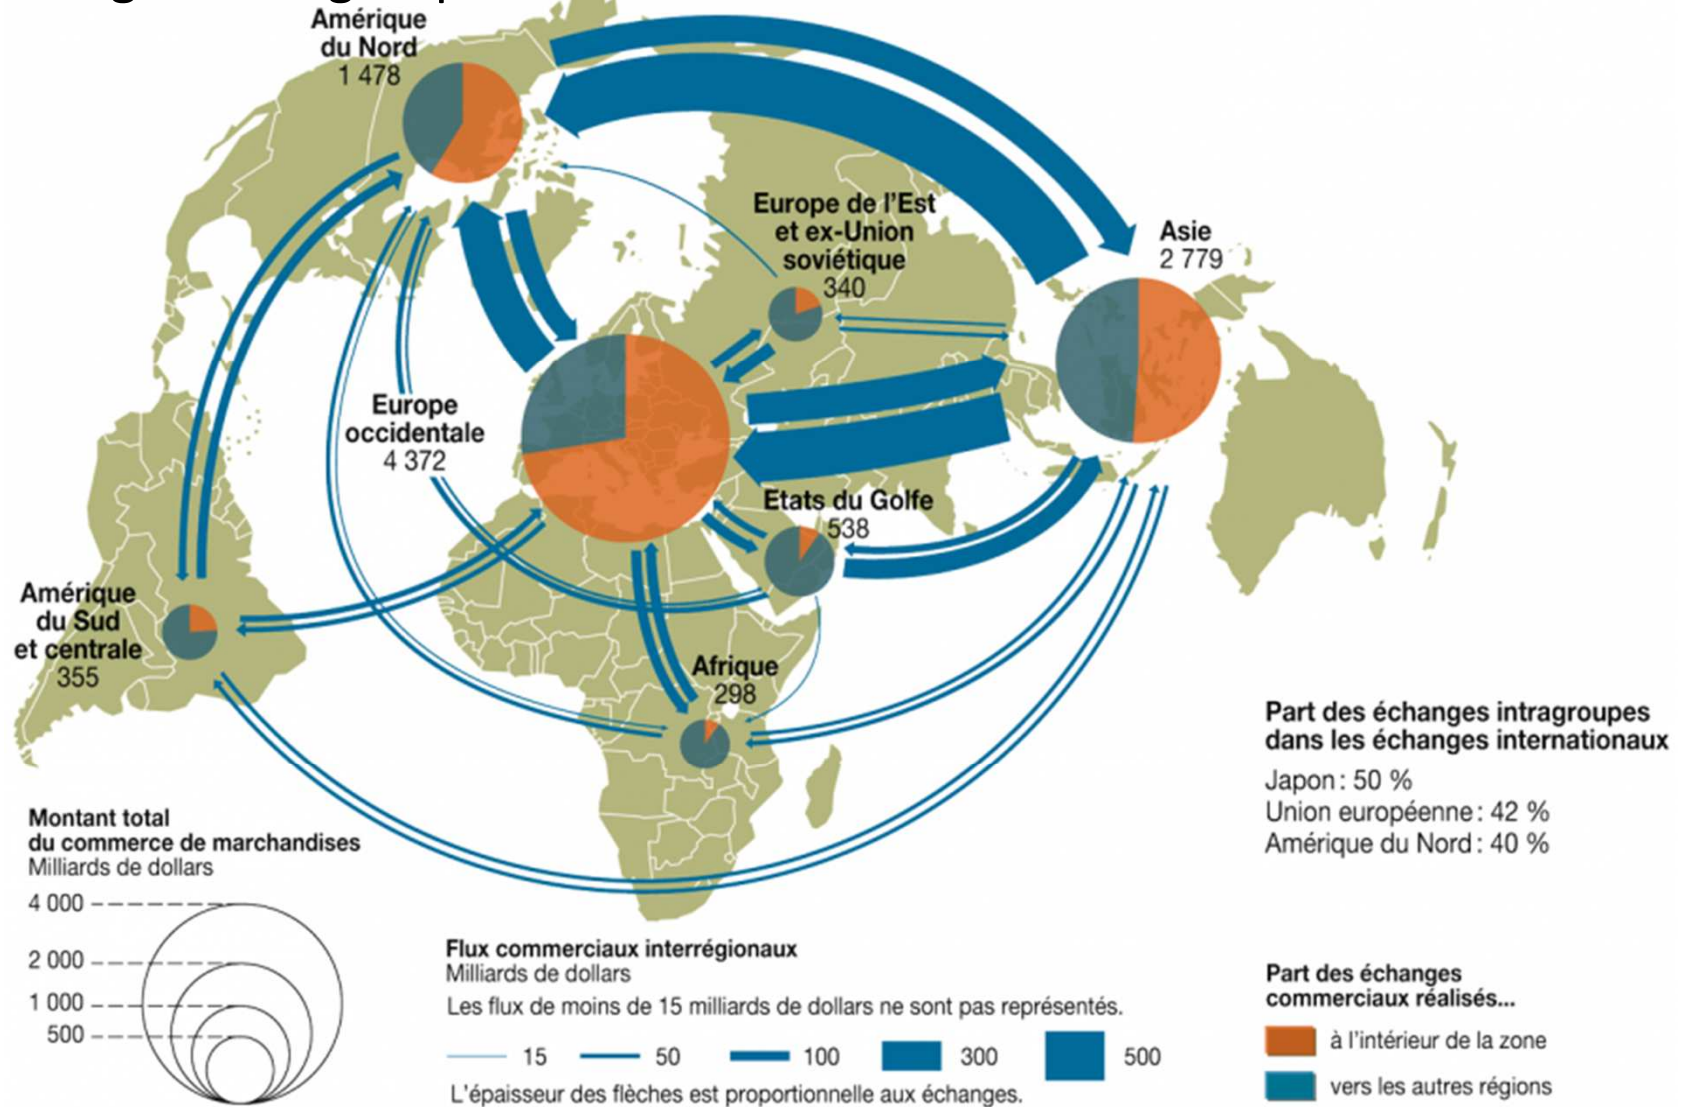 Amérique
du Nord
1 478
Europe de l'Est
et ex-Union
soviétique
340
Asie
2 779
Europe
occidentale
4 372
Etats du Golfe
538
Amérique
du Sud
et centrale
355
Afrique
298
Part des échanges intragroupes
dans les échanges internationaux
Japon : 50 %
Union européenne : 42 %
Amérique du Nord : 40 %
Montant total
du commerce de marchandises
Milliards de dollars
4 000
2 000
1 000
500
Flux commerciaux interrégionaux
Milliards de dollars
Les flux de moins de 15 milliards de dollars ne sont pas représentés.
15 50 100 300 500
L'épaisseur des flèches est proportionnelle aux échanges.
Part des échanges
commerciaux réalisés...
à l'intérieur de la zone
vers les autres régions